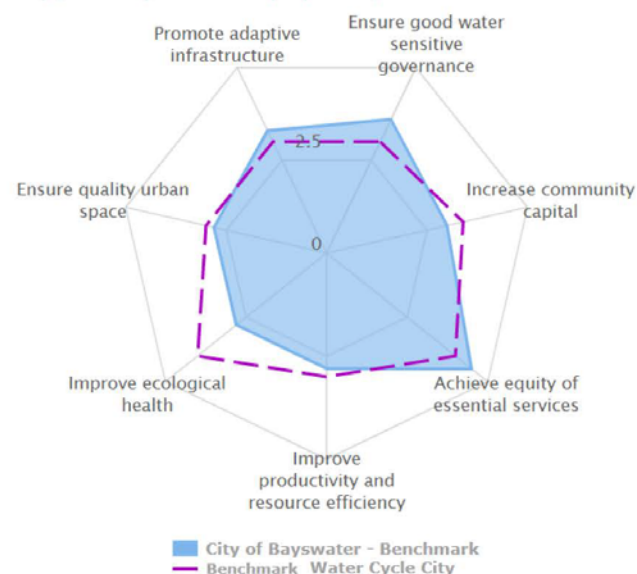 Ensure good water
sensitive
governance
Promote adaptive
infrastructure
2.5
Ensure quality urban
space
Increase community
capital
0
Improve ecological
health
Achieve equity of
essential services
Improve
productivity and
resource efficiency
City of Bayswater - Benchmark
Benchmark Water Cycle City